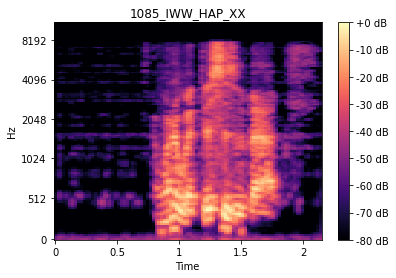 1085_IWW_HAP_XX
+0 dB
8192
-10 dB
4096
-20 dB
-30 dB
2048
Hz
-40 dB
1024
-50 dB
512
-60 dB
-70 dB
0
-80 dB
0
0.5
1
1.5
2
Time